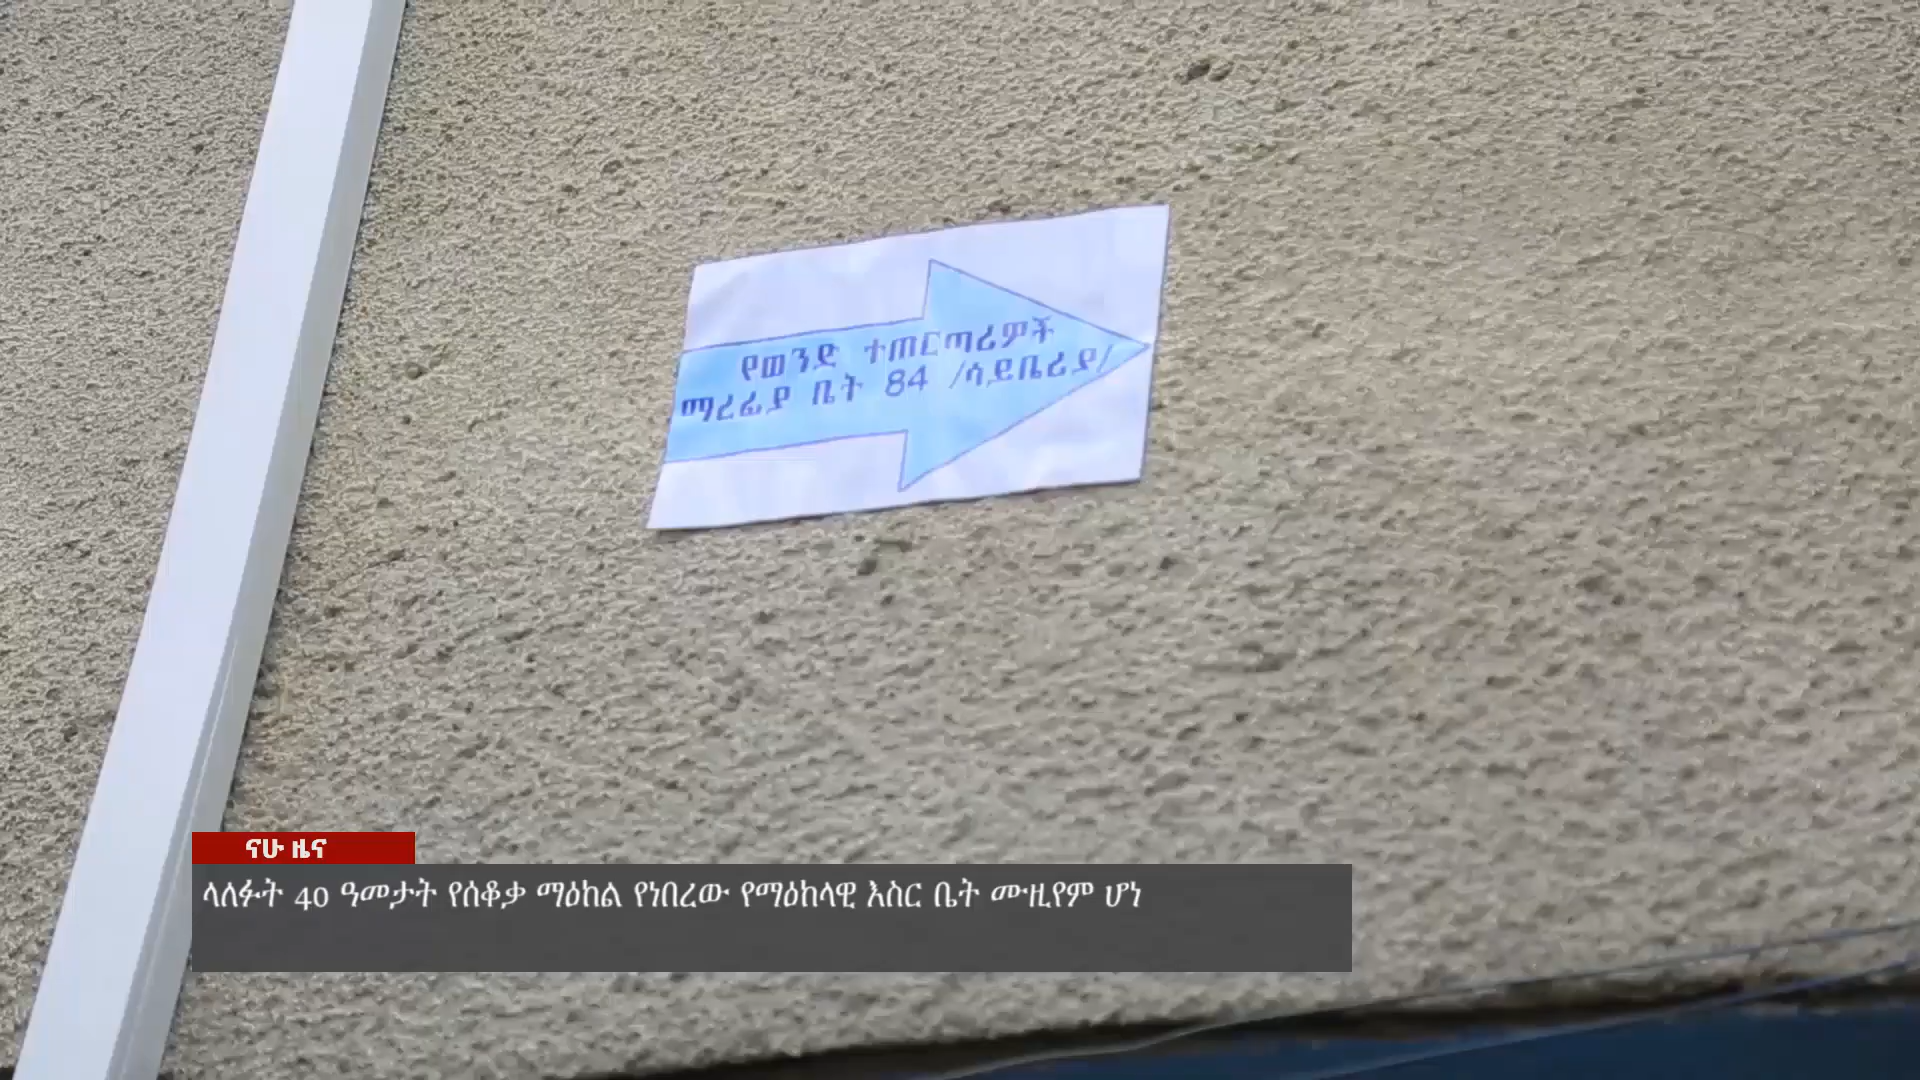 የወንድ ተጠርጣሪዎች
ማረፊያ ቤት 84 /ሳይቤሪያ/
ናሁ ዜና
ላለፉት 40 ዓመታት የሰቆቃ ማዕከል የነበረው የማዕከላዊ እስር ቤት ሙዚየም ሆነ